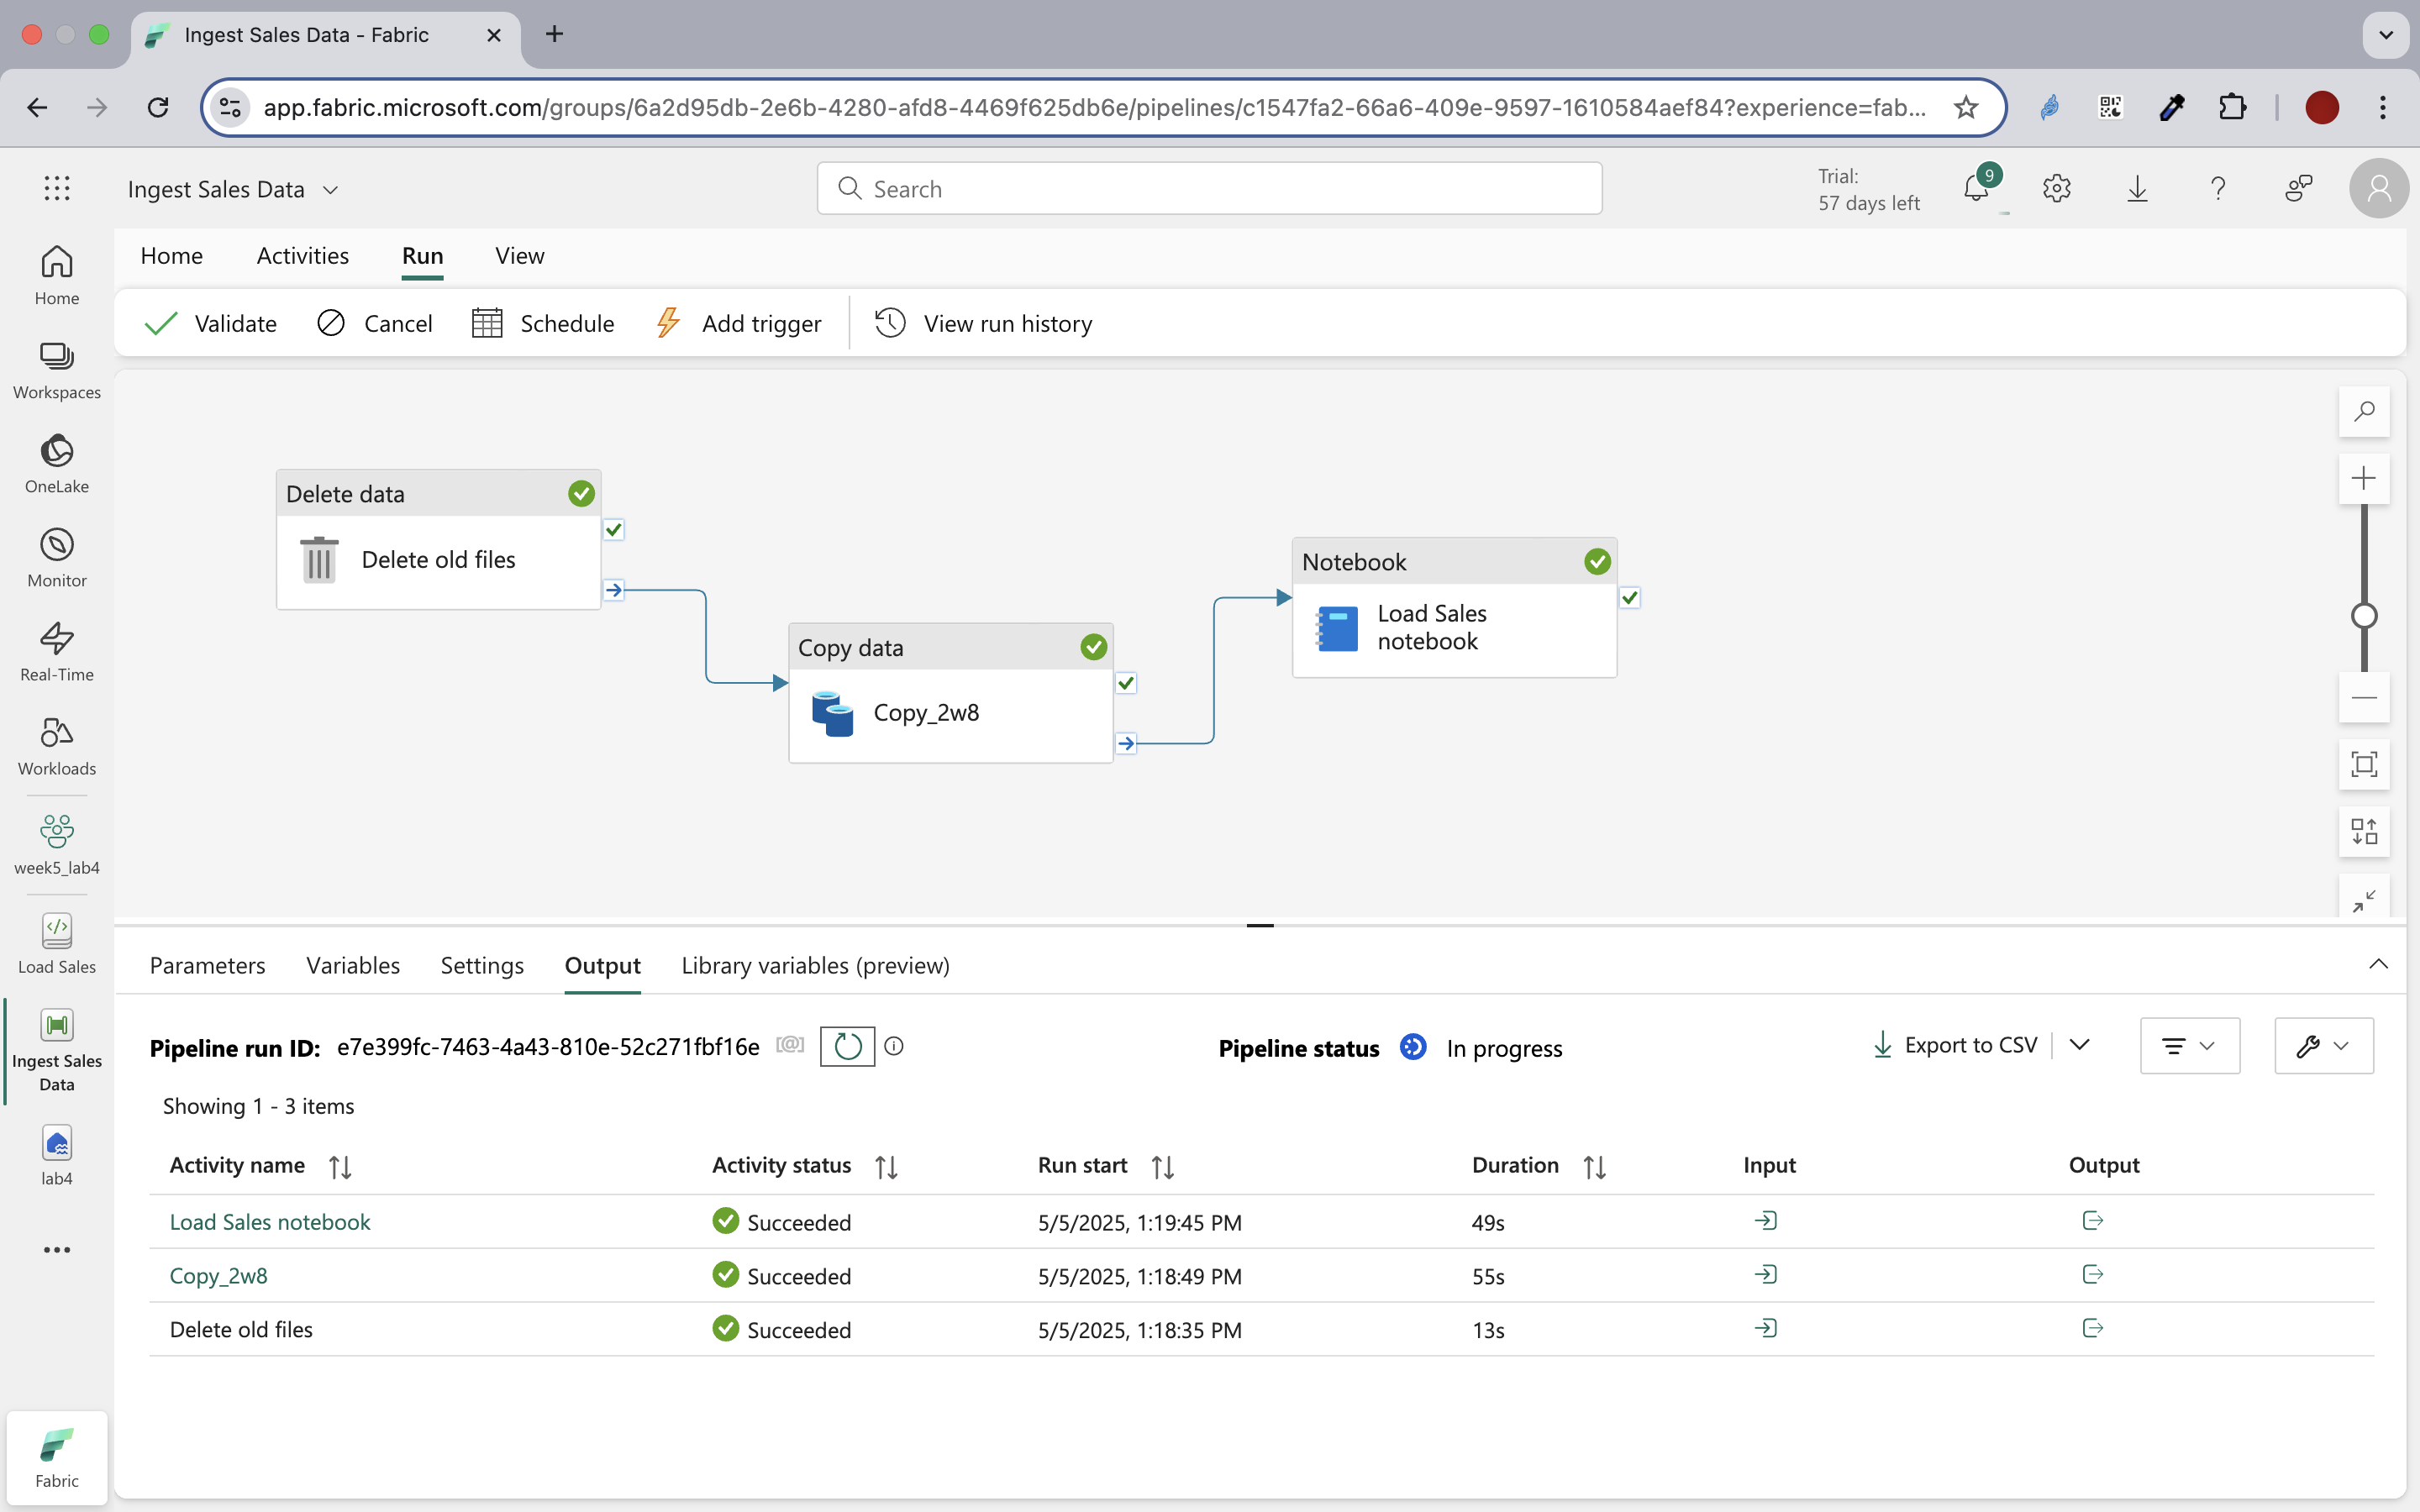 Ingest Sales Data - Fabric
app.fabric.microsoft.com/groups/6a2d95db-2e6b-4280-afd8-4469f625db6e/pipelines/c1547fa2-66a6-409e-9597-1610584aef84?experience=fab...
Ingest Sales Data
Search
Trial:
57 days left
9
Home
Activities
Run
View
Validate
Cancel
Schedule
Add trigger
View run history
Home
Workspaces
OneLake
Monitor
Real-Time
Workloads
week5_lab4
Load Sales
Ingest Sales
Data
lab4
Fabric
Delete data
Delete old files
Copy data
Copy_2w8
Notebook
Load Sales
notebook
Parameters
Variables
Settings
Output
Library variables (preview)
Pipeline run ID: e7e399fc-7463-4a43-810e-52c271fbf16e
Pipeline status In progress
Export to CSV
Showing 1 - 3 items
Activity name Activity status Run start Duration Input Output
Load Sales notebook Succeeded 5/5/2025, 1:19:45 PM 49s
Copy_2w8 Succeeded 5/5/2025, 1:18:49 PM 55s
Delete old files Succeeded 5/5/2025, 1:18:35 PM 13s